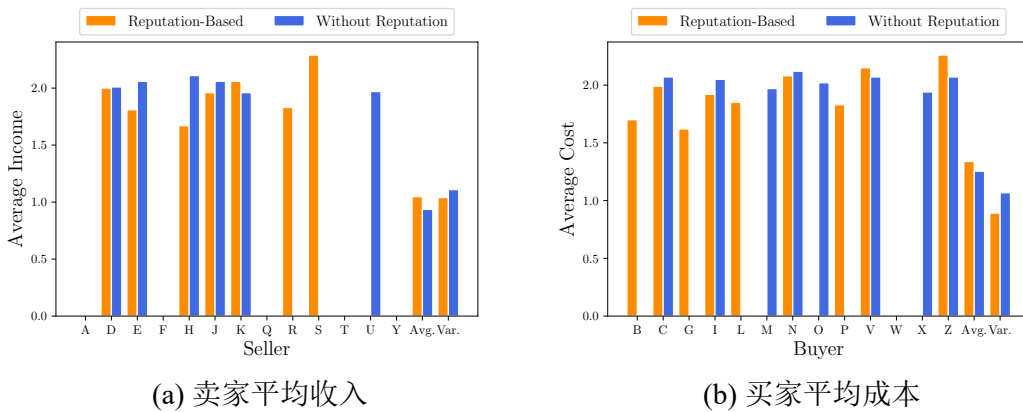 Reputation-Based Without Reputation
Average Income
2.0
1.5
1.0
0.5
0.0
A D E F H J K Q R S T U Y Avg. Var.
Seller
(a) 卖家平均收入
Reputation-Based Without Reputation
Average Cost
2.0
1.5
1.0
0.5
0.0
B C G I L M N O P V W X Z Avg. Var.
Buyer
(b) 买家平均成本